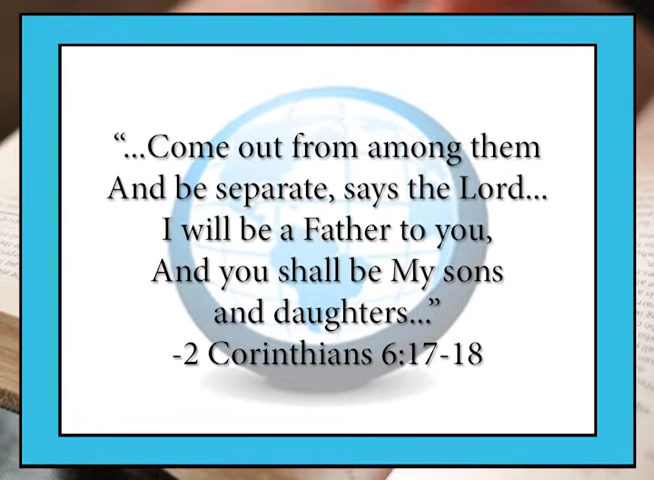 “...Come out from among them
And be separate, says the Lord...
I will be a Father to you,
And you shall be My sons
and daughters...”
-2 Corinthians 6:17-18